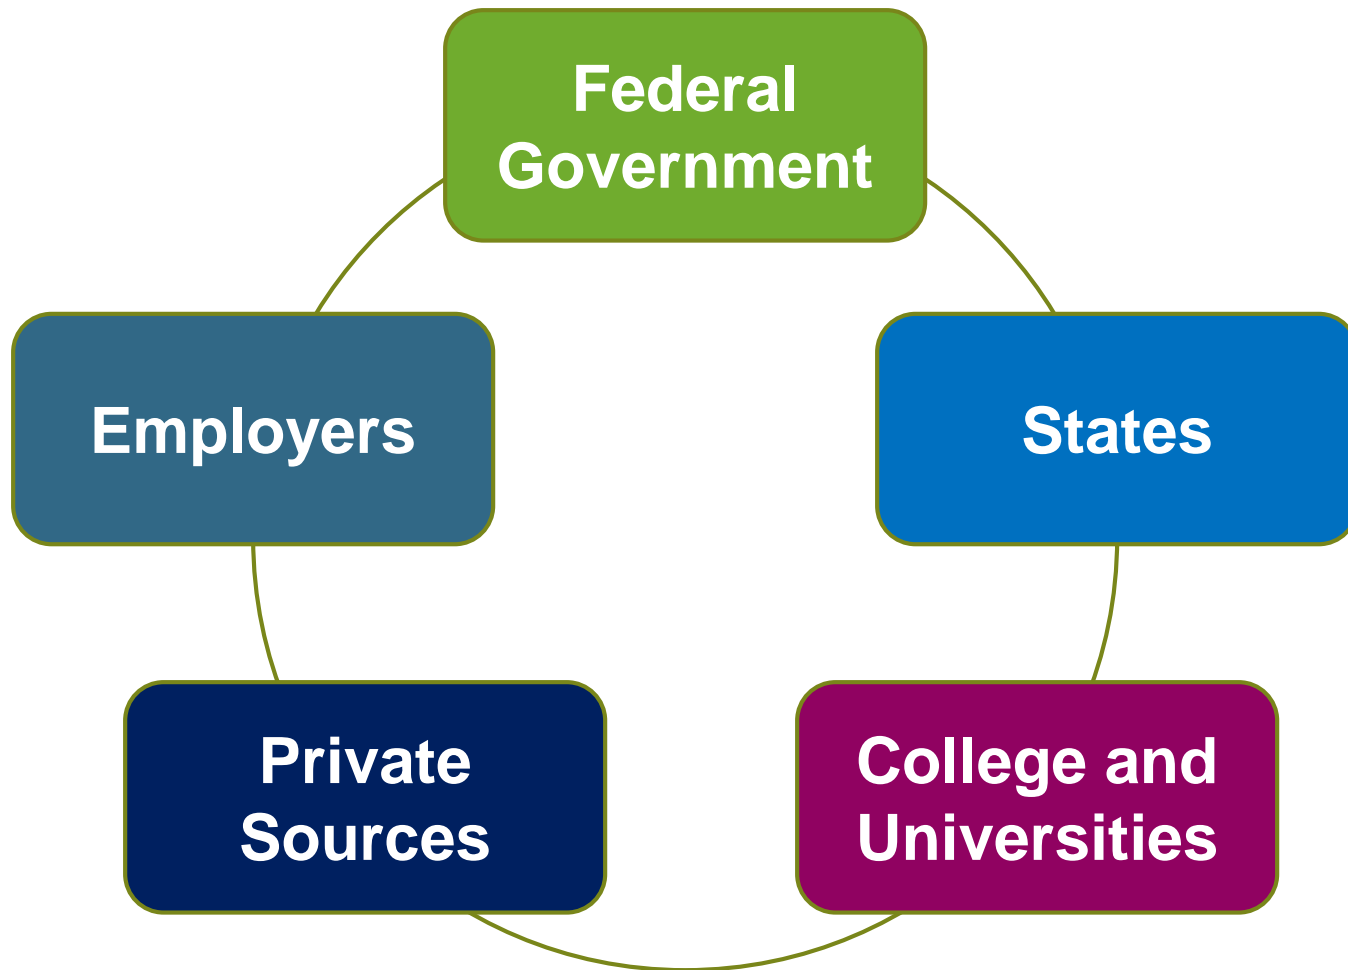 Federal
Government
Employers
States
Private
Sources
College and
Universities